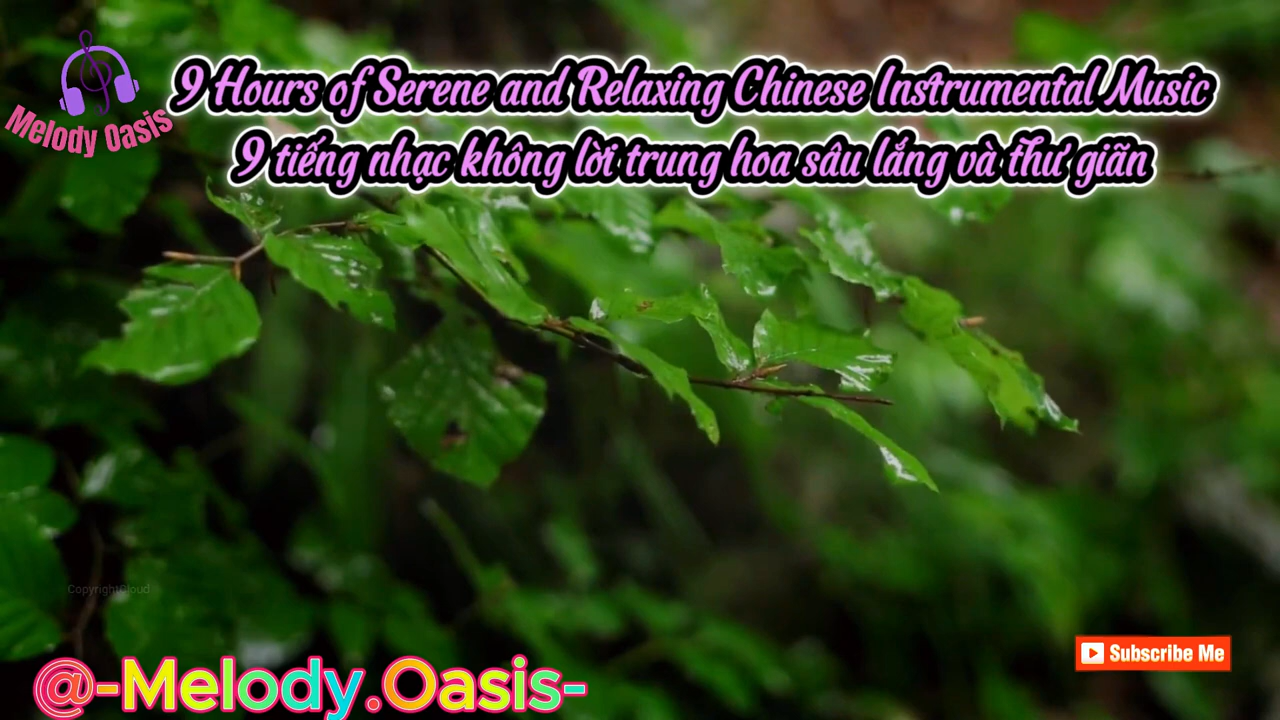 Melody Oasis
9 Hours of Serene and Relaxing Chinese Instrumental Music
9 tiếng nhạc không lời trung hoa sâu lắng và thư giãn
CopyrightCloud
Subscribe Me
@-Melody.Oasis-